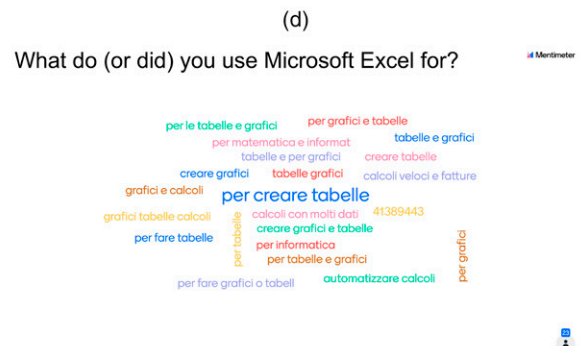 (d)
What do (or did) you use Microsoft Excel for?
Mentimeter
per le tabelle e grafici
per grafici e tabelle
per matematica e informat
tabelle e grafici
tabelle e per grafici
creare tabelle
creare grafici
tabelle grafici
calcoli veloci e fatture
grafici e calcoli
per creare tabelle
grafici tabelle calcoli
per tabelle
calcoli con molti dati
41389443
creare grafici e tabelle
per fare tabelle
per informatica
per grafici
per tabelle e grafici
per fare grafici o tabell
automatizzare calcoli
23